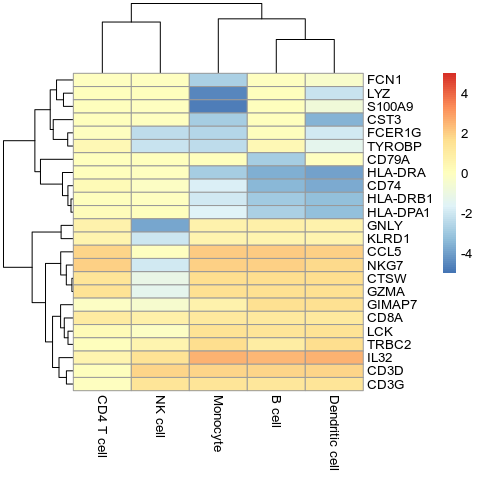 FCN1
LYZ
S100A9
CST3
FCER1G
TYROBP
CD79A
HLA-DRA
CD74
HLA-DRB1
HLA-DPA1
GNLY
KLRD1
CCL5
NKG7
CTSW
GZMA
GIMAP7
CD8A
LCK
TRBC2
IL32
CD3D
CD3G
4
2
0
-2
-4
CD4 T cell
NK cell
Monocyte
B cell
Dendritic cell